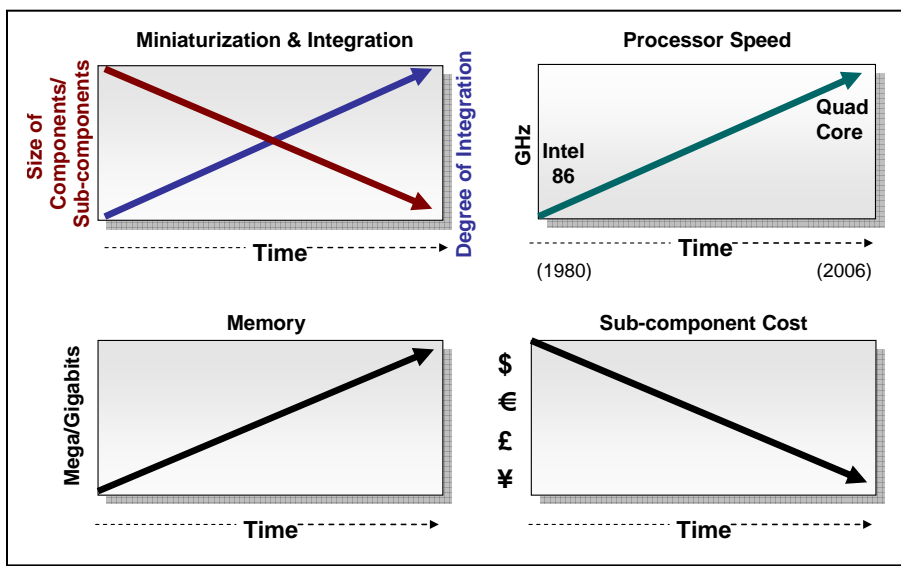 Miniaturization & Integration
Size of
Components/
Sub-components
Degree of Integration
Time
Processor Speed
GHz
Intel
86
Quad
Core
Time
(1980)
(2006)
Memory
Mega/Gigabits
Time
Sub-component Cost
$
€
£
¥
Time